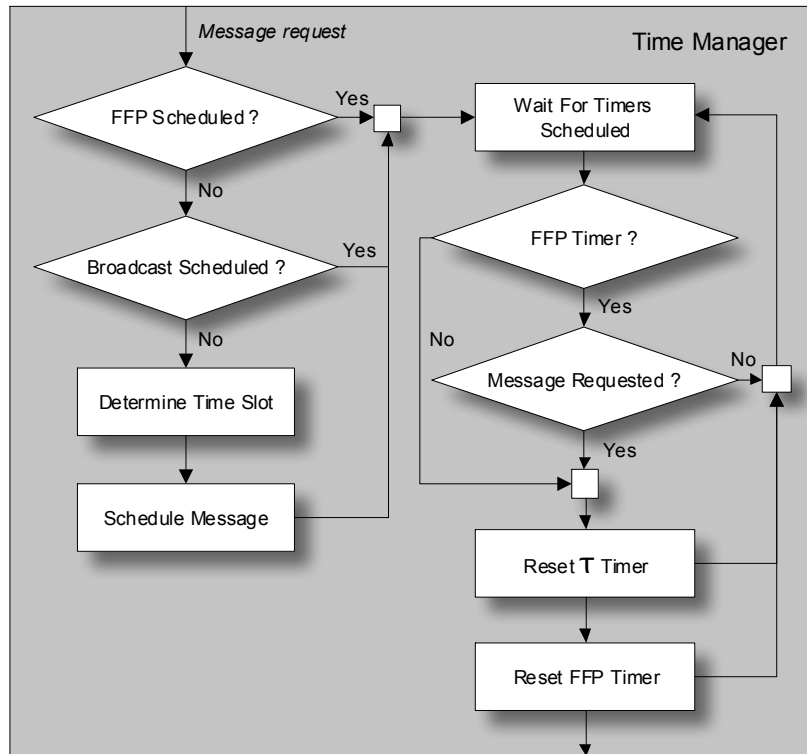 Message request
Time Manager
FFP Scheduled ?
Yes
No
Broadcast Scheduled ?
Yes
No
Determine Time Slot
Schedule Message
Wait For Timers
Scheduled
FFP Timer ?
Yes
No
Message Requested ?
No
Yes
Reset τ Timer
Reset FFP Timer